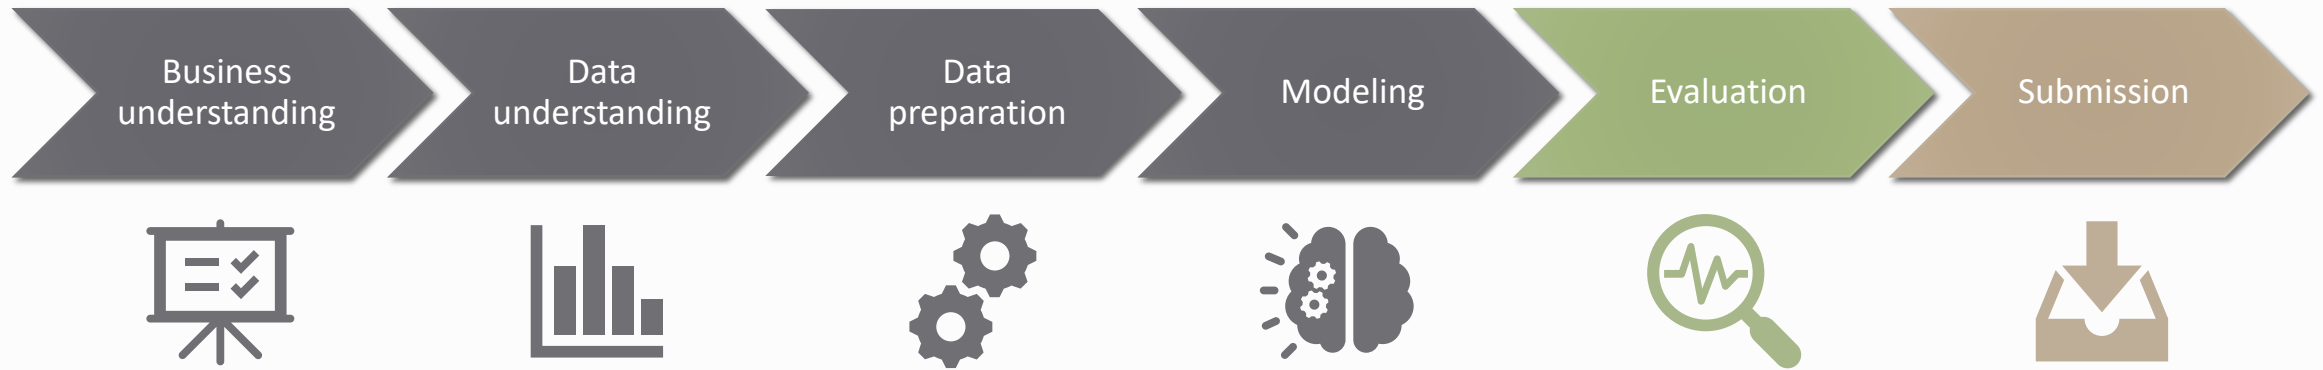 Business
understanding
Data
understanding
Data
preparation
Modeling
Evaluation
Submission